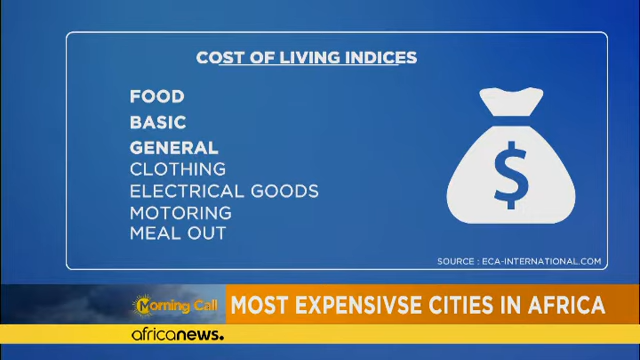 COST OF LIVING INDICES
FOOD
BASIC
GENERAL
CLOTHING
ELECTRICAL GOODS
MOTORING
MEAL OUT
$
SOURCE : ECA-INTERNATIONAL.COM
Morning Call
MOST EXPENSIVSE CITIES IN AFRICA
africanews.